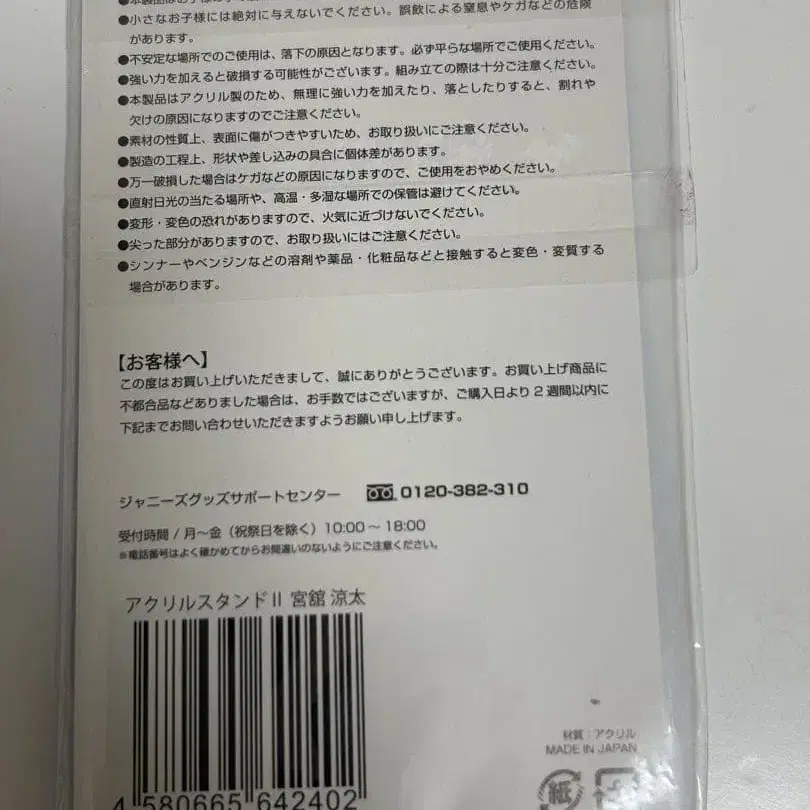 ●小さなお子様には絶対に与えないでください。誤飲による窒息やケガなどの危険
があります。
●不安定な場所でのご使用は、落下の原因となります。必ず平らな場所でご使用ください。
●強い力を加えると破損する可能性がございます。組み立ての際は十分ご注意ください。
●本製品はアクリル製のため、無理に強い力を加えたり、落としたりすると、割れや
欠けの原因になりますのでご注意ください。
●素材の性質上、表面に傷がつきやすいため、お取り扱いにご注意ください。
●製造の工程上、形状や差し込みの具合に個体差があります。
●万一破損した場合はケガなどの原因になりますので、ご使用をおやめください。
●直射日光の当たる場所や、高温・多湿な場所での保管は避けてください。
●変形・変色の恐れがありますので、火気に近づけないでください。
●尖った部分がありますので、お取り扱いにはご注意ください。
●シンナーやベンジンなどの溶剤や薬品・化粧品などと接触すると変色・変質する
場合があります。
【お客様へ】
この度はお買い上げいただきまして、誠にありがとうございます。お買い上げ商品に
不都合品などありました場合は、お手数ではございますが、ご購入日より2週間以内に
下記までお問い合わせいただきますようお願い申し上げます。
ジャニーズグッズサポートセンター 0120-382-310
受付時間 / 月〜金（祝祭日を除く）10:00〜18:00
※電話番号はよく確かめてからお間違いのないようにご注意ください。
アクリルスタンドII 宮舘 涼太
材質：アクリル
MADE IN JAPAN
4 580665 642402
紙